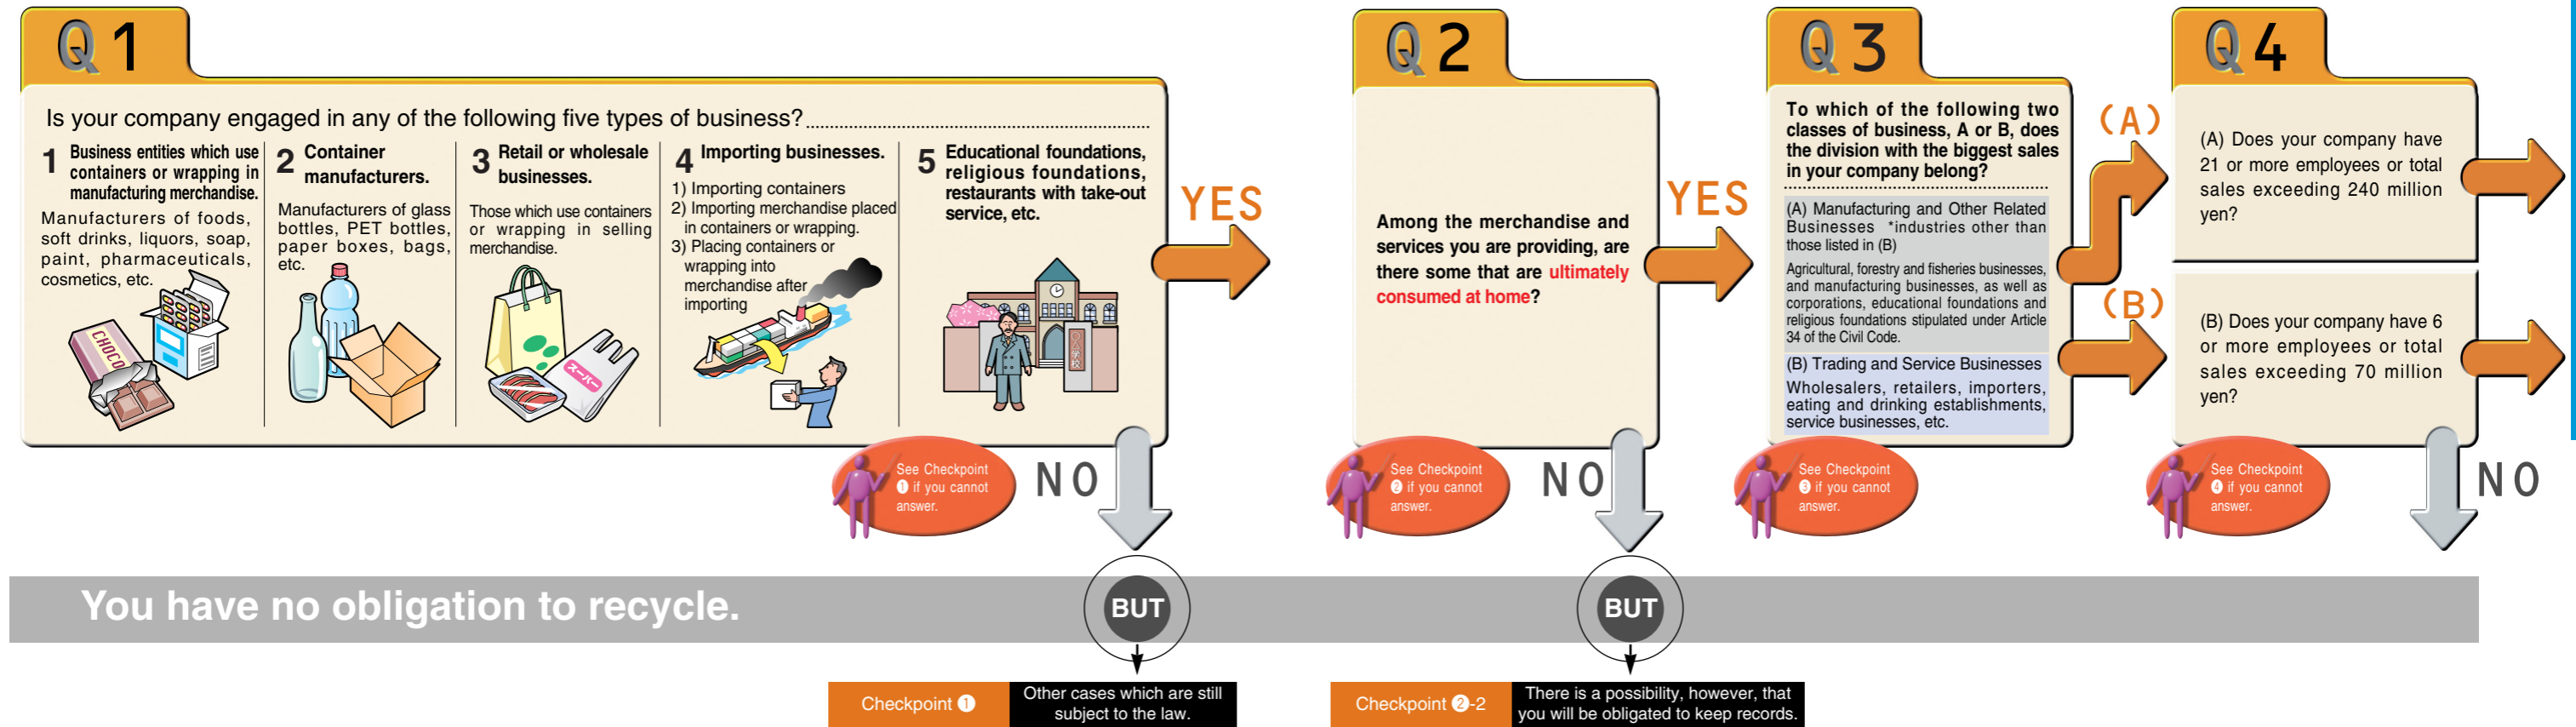 Q 1
Is your company engaged in any of the following five types of business?
1 Business entities which use
containers or wrapping in
manufacturing merchandise.
Manufacturers of foods,
soft drinks, liquors, soap,
paint, pharmaceuticals,
cosmetics, etc.
CHOCO
2 Container
manufacturers.
Manufacturers of glass
bottles, PET bottles,
paper boxes, bags,
etc.
3 Retail or wholesale
businesses.
Those which use containers
or wrapping in selling
merchandise.
スーパー
4 Importing businesses.
1) Importing containers
2) Importing merchandise placed
in containers or wrapping.
3) Placing containers or
wrapping into
merchandise after
importing
5 Educational foundations,
religious foundations,
restaurants with take-out
service, etc.
YES
See Checkpoint
❶ if you cannot
answer.
NO
Q 2
Among the merchandise and
services you are providing, are
there some that are ultimately
consumed at home?
YES
See Checkpoint
❷ if you cannot
answer.
NO
Q 3
To which of the following two
classes of business, A or B, does
the division with the biggest sales
in your company belong?
(A) Manufacturing and Other Related
Businesses *industries other than
those listed in (B)
Agricultural, forestry and fisheries businesses,
and manufacturing businesses, as well as
corporations, educational foundations and
religious foundations stipulated under Article
34 of the Civil Code.
(B) Trading and Service Businesses
Wholesalers, retailers, importers,
eating and drinking establishments,
service businesses, etc.
See Checkpoint
❸ if you cannot
answer.
(A)
(B)
Q 4
(A) Does your company have
21 or more employees or total
sales exceeding 240 million
yen?
(B) Does your company have 6
or more employees or total
sales exceeding 70 million
yen?
See Checkpoint
❹ if you cannot
answer.
NO
You have no obligation to recycle.
BUT
BUT
Checkpoint ❶
Other cases which are still
subject to the law.
Checkpoint ❷-2
There is a possibility, however, that
you will be obligated to keep records.